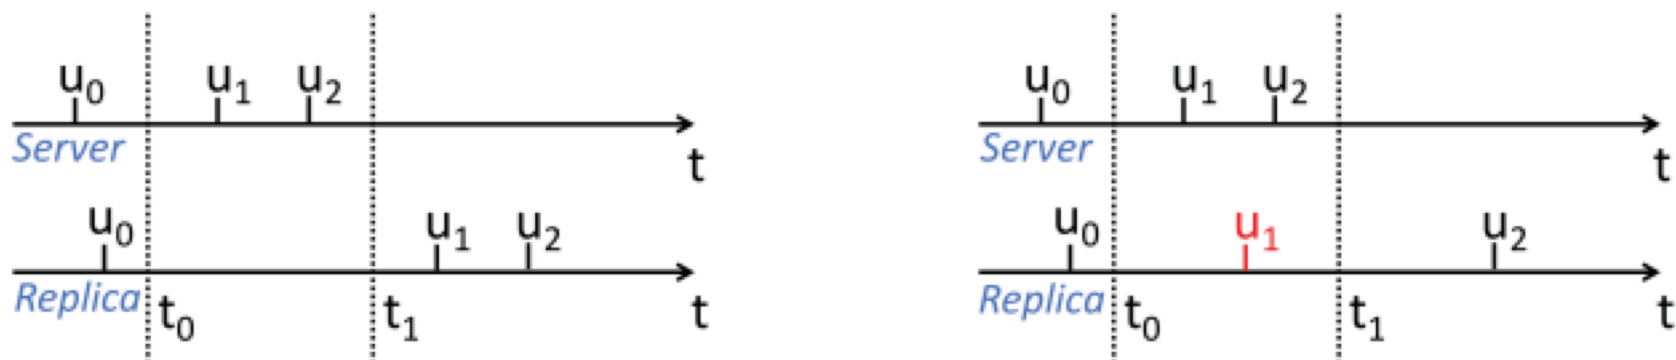 u₀ u₁ u₂
Server t
u₀ u₁ u₂
Replica t₀ t₁ t
u₀ u₁ u₂
Server t
u₀ u₁ u₂
Replica t₀ t₁ t